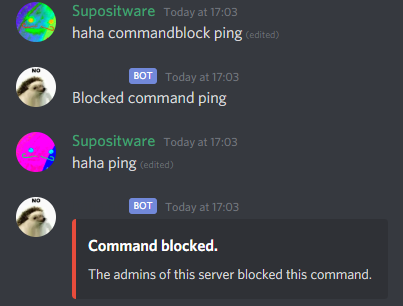 Supositware Today at 17:03
haha commandblock ping (edited)
NO
BOT Today at 17:03
Blocked command ping
Supositware Today at 17:03
haha ping (edited)
NO
BOT Today at 17:03
Command blocked.
The admins of this server blocked this command.